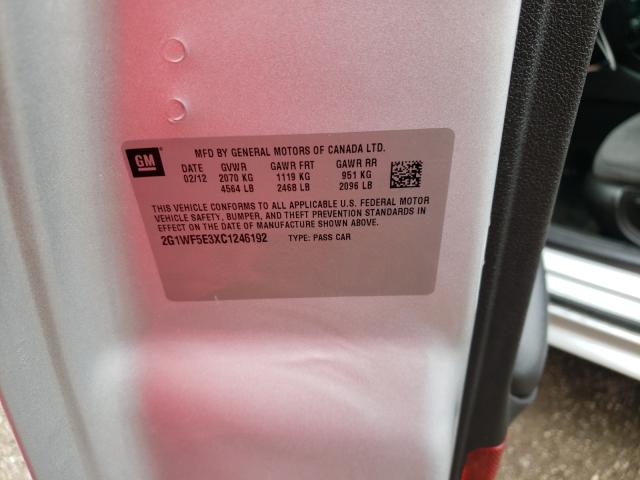 GM
MFD BY GENERAL MOTORS OF CANADA LTD.
DATE GVWR GAWR FRT GAWR RR
02/12 2070 KG 1119 KG 951 KG
4564 LB 2468 LB 2096 LB
THIS VEHICLE CONFORMS TO ALL APPLICABLE U.S. FEDERAL MOTOR
VEHICLE SAFETY, BUMPER, AND THEFT PREVENTION STANDARDS IN
EFFECT ON THE DATE OF MANUFACTURE SHOWN ABOVE.
2G1WF5E3XC1246192 TYPE: PASS CAR